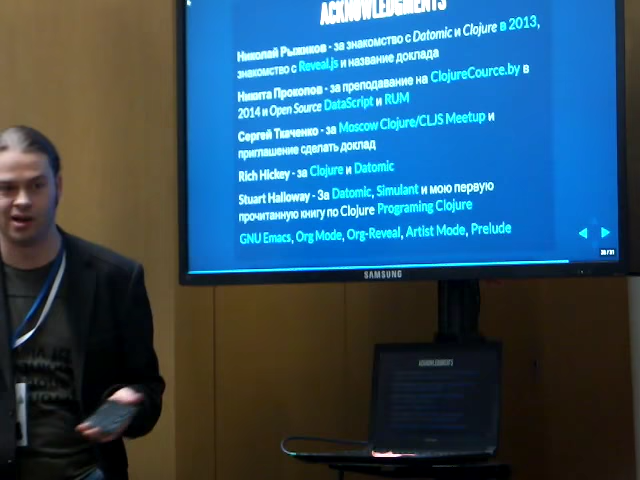 ACKNOWLEDGMENTS
Николай Рыжиков - за знакомство с Datomic и Clojure в 2013,
знакомство с Reveal.js и название доклада
Никита Прокопов - за преподавание на ClojureCource.by в
2014 и Open Source DataScript и RUM
Сергей Ткаченко - за Moscow Clojure/CLJS Meetup и
приглашение сделать доклад
Rich Hickey - за Clojure и Datomic
Stuart Halloway - За Datomic, Simulant и мою первую
прочитанную книгу по Clojure Programing Clojure
GNU Emacs, Org Mode, Org-Reveal, Artist Mode, Prelude
SAMSUNG
ACKNOWLEDGMENTS